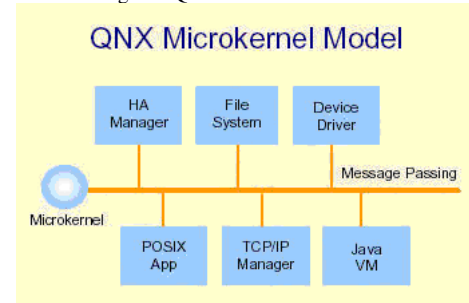 QNX Microkernel Model
HA
Manager
File
System
Device
Driver
Message Passing
Microkernel
POSIX
App
TCP/IP
Manager
Java
VM